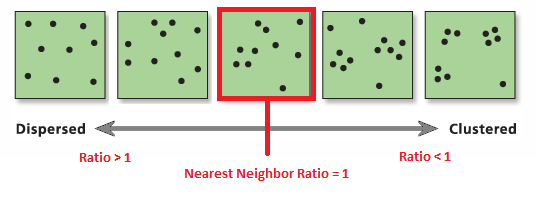 Dispersed
Clustered
Ratio > 1
Ratio < 1
Nearest Neighbor Ratio = 1